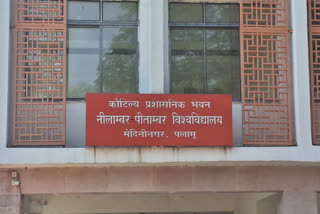 कौटिल्य प्रशासनिक भवन
नीलाम्बर पीताम्बर विश्वविद्यालय
मेदिनीनगर, पलामू